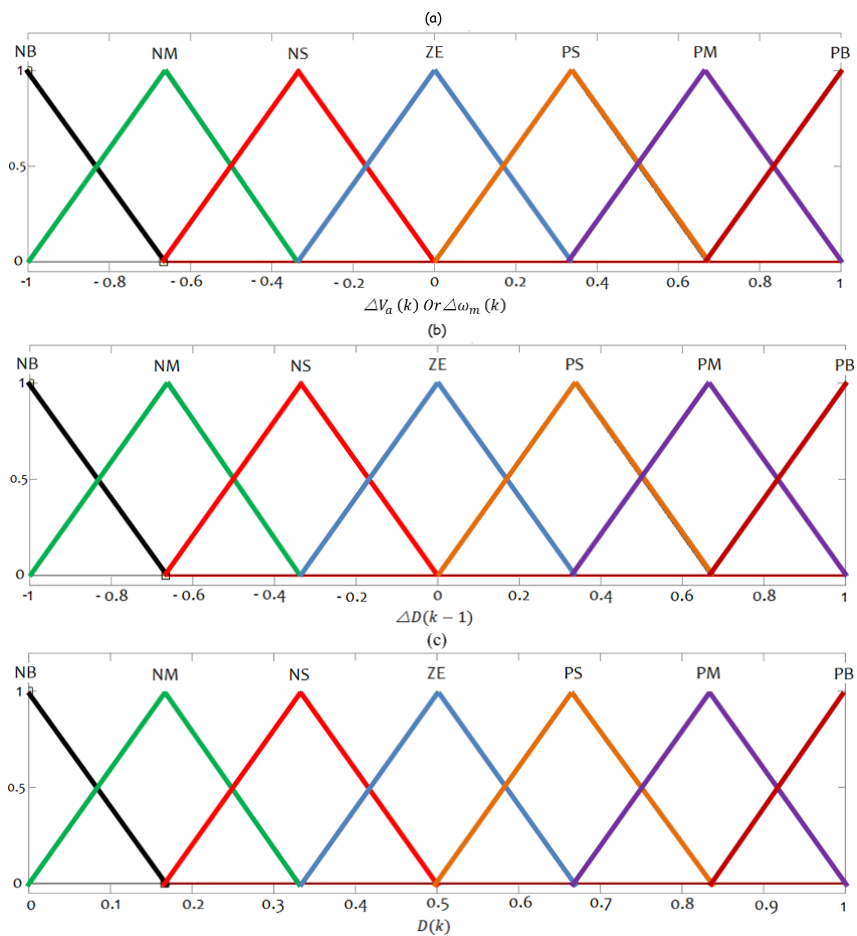 (a)
NB NM NS ZE PS PM PB
1
0.5
0
-1 -0.8 -0.6 -0.4 -0.2 0 0.2 0.4 0.6 0.8 1
△V_a (k) Or △ω_m (k)
(b)
NB NM NS ZE PS PM PB
1
0.5
0
-1 -0.8 -0.6 -0.4 -0.2 0 0.2 0.4 0.6 0.8 1
△D(k−1)
(c)
NB NM NS ZE PS PM PB
1
0.5
0
0 0.1 0.2 0.3 0.4 0.5 0.6 0.7 0.8 0.9 1
D(k)